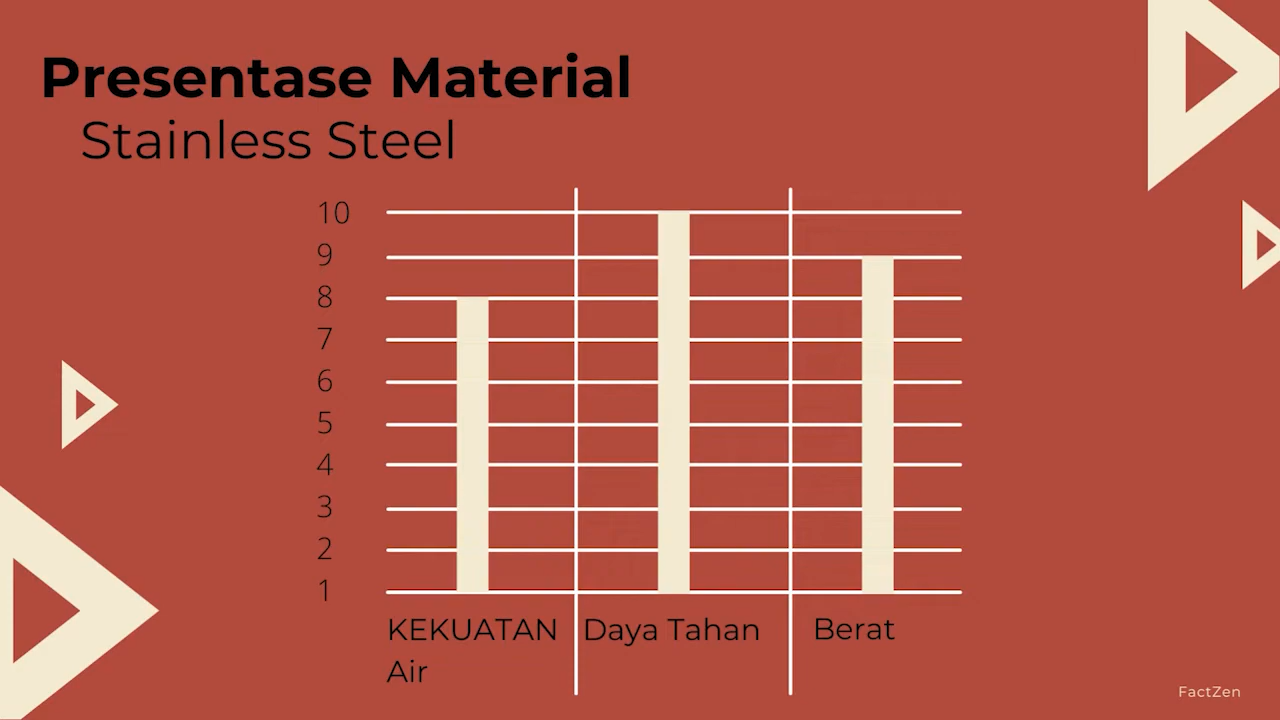 Presentase Material
Stainless Steel
10
9
8
7
6
5
4
3
2
1
KEKUATAN
Air
Daya Tahan
Berat
FactZen